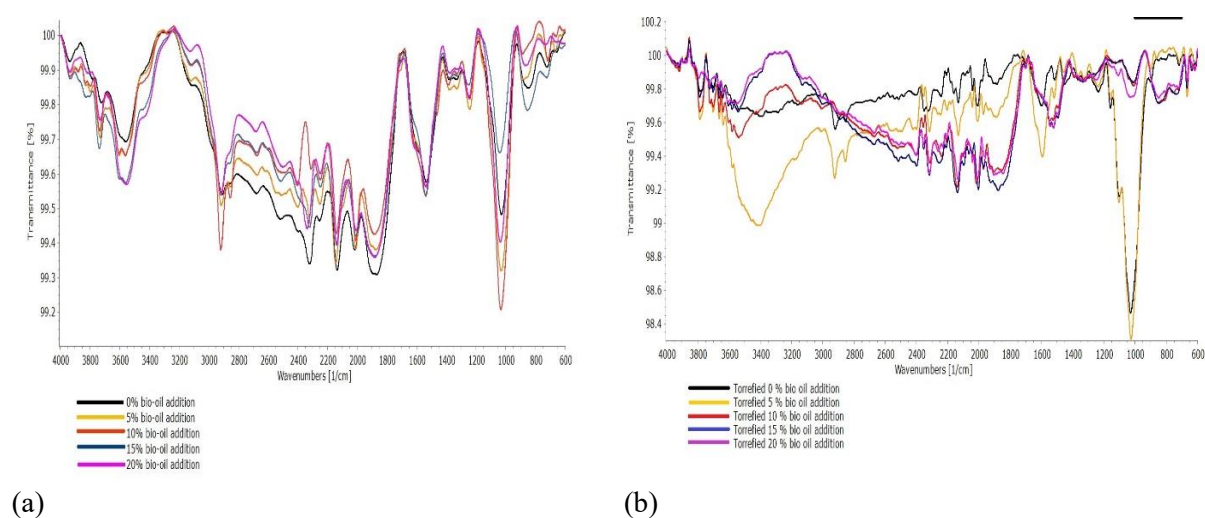 100
99.9
99.8
99.7
99.6
99.5
99.4
99.3
99.2
Transmittance [%]
4000 3600 3200 2800 2400 2000 1800 1600 1400 1200 1000 800 600
Wavenumbers [1/cm]
0% bio-oil addition
5% bio-oil addition
10% bio-oil addition
15% bio-oil addition
20% bio-oil addition
(a)
100.2
100
99.8
99.6
99.4
99.2
99
98.8
98.6
98.4
Transmittance [%]
4000 3800 3600 3400 3200 3000 2800 2600 2400 2200 2000 1800 1600 1400 1200 1000 800 600
Wavenumbers [1/cm]
Torrefied 0 % bio oil addition
Torrefied 5 % bio oil addition
Torrefied 10 % bio oil addition
Torrefied 15 % bio oil addition
Torrefied 20 % bio oil addition
(b)